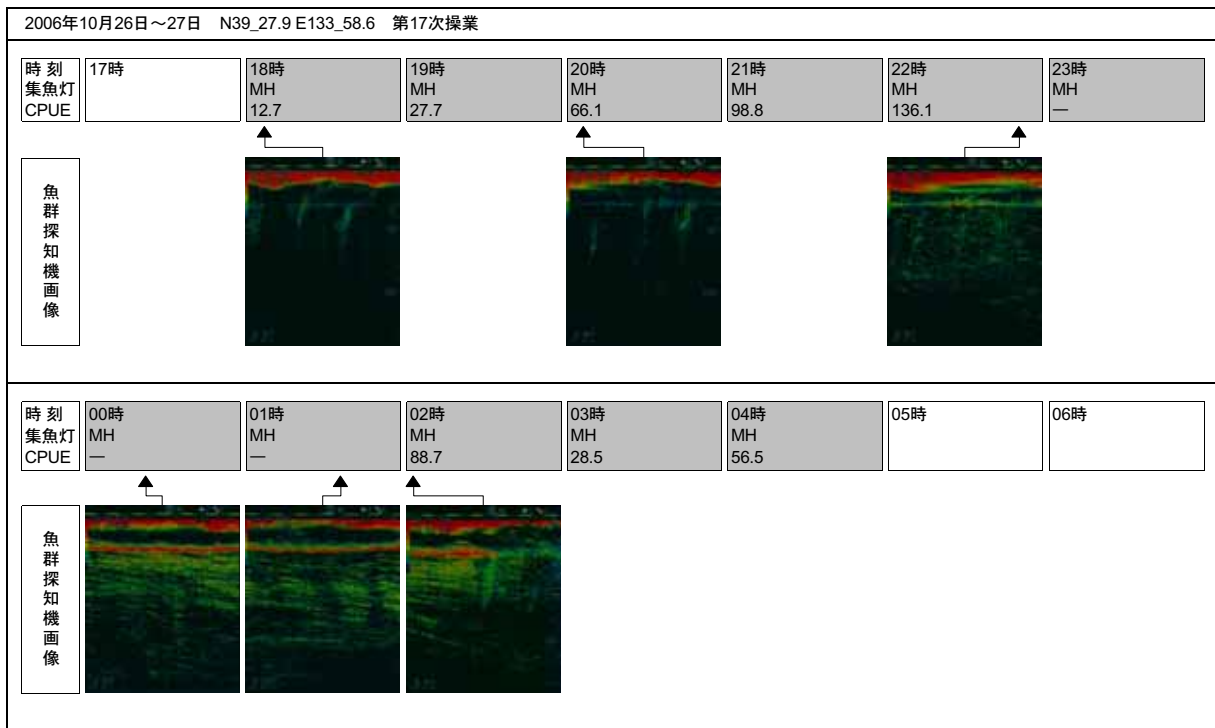 2006年10月26日～27日 N39_27.9 E133_58.6 第17次操業
時刻 17時 18時 19時 20時 21時 22時 23時
集魚灯 MH MH MH MH MH MH
CPUE 12.7 27.7 66.1 98.8 136.1 —
魚群探知機画像
時刻 00時 01時 02時 03時 04時 05時 06時
集魚灯 MH MH MH MH MH
CPUE — — 88.7 28.5 56.5
魚群探知機画像